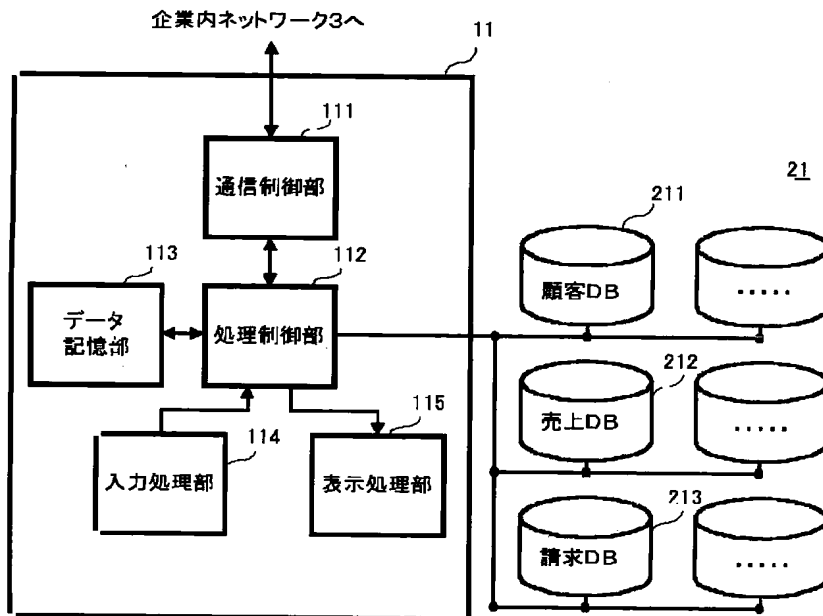 企業内ネットワーク3へ
11
111
通信制御部
21
211
顧客DB
.....
113
112
データ
記憶部
処理制御部
212
売上DB
.....
114
115
入力処理部
表示処理部
213
請求DB
.....